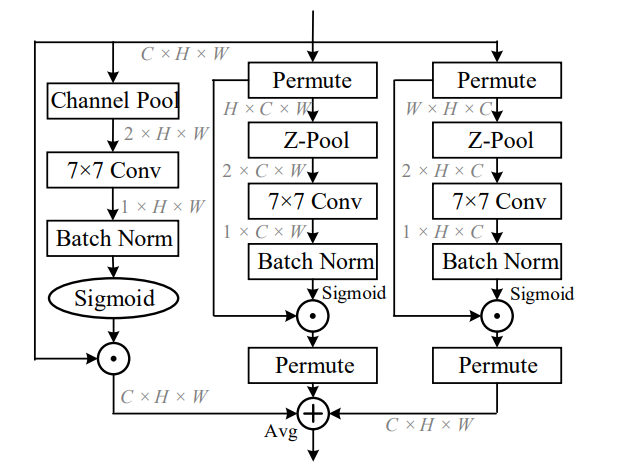 C × H × W
Channel Pool
2 × H × W
7×7 Conv
1 × H × W
Batch Norm
Sigmoid
C × H × W
Permute
H × C × W
Z-Pool
2 × C × W
7×7 Conv
1 × C × W
Batch Norm
Sigmoid
Permute
Avg
Permute
W × H × C
Z-Pool
2 × H × C
7×7 Conv
1 × H × C
Batch Norm
Sigmoid
Permute
C × H × W